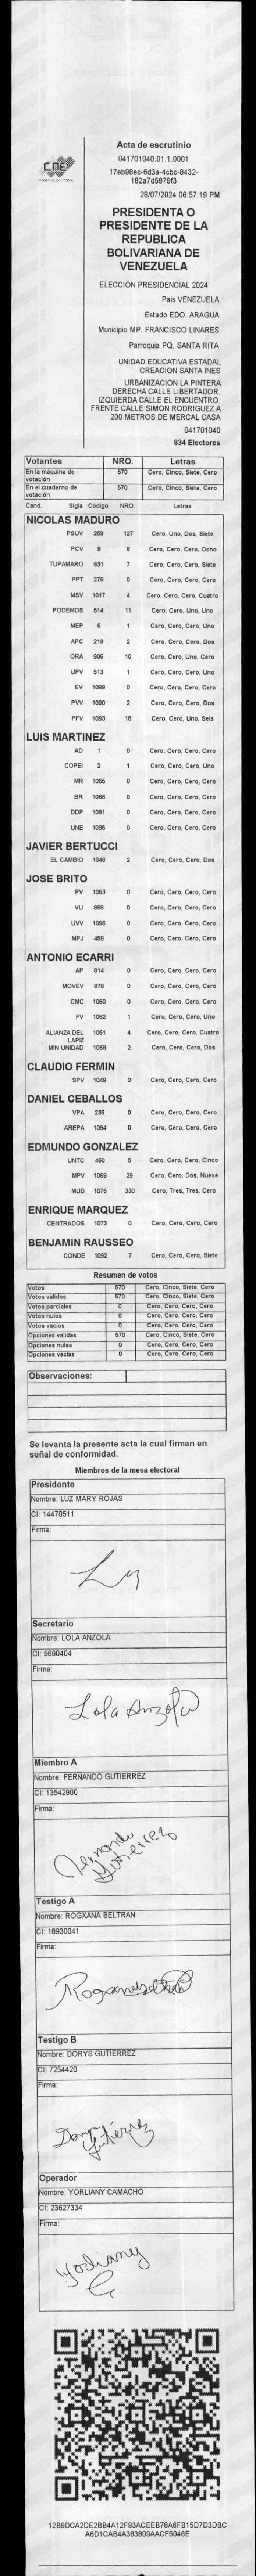 CNE
Acta de escrutinio
041701040.01.1.0001
17eb98ec-6d3a-4cbc-8432-
182a7d5979f3
28/07/2024 06:57:19 PM
PRESIDENTA O
PRESIDENTE DE LA
REPUBLICA
BOLIVARIANA DE
VENEZUELA
ELECCIÓN PRESIDENCIAL 2024
Pais VENEZUELA
Estado EDO. ARAGUA
Municipio MP. FRANCISCO LINARES
Parroquia PQ. SANTA RITA
UNIDAD EDUCATIVA ESTADAL
CREACION SANTA INES
URBANIZACION LA PINTERA
DERECHA CALLE LIBERTADOR.
IZQUIERDA CALLE EL ENCUENTRO.
FRENTE CALLE SIMON RODRIGUEZ A
200 METROS DE MERCAL CASA
041701040
834 Electores
Votantes NRO. Letras
En la maquina de votación 570 Cero, Cinco, Siete, Cero
En el cuaderno de votación 570 Cero, Cinco, Siete, Cero
Cand. Sigla Código NRO. Letras
NICOLAS MADURO
PSUV 269 127 Cero, Uno, Dos, Siete
PCV 9 8 Cero, Cero, Cero, Ocho
TUPAMARO 931 7 Cero, Cero, Cero, Siete
PPT 276 0 Cero, Cero, Cero, Cero
MSV 1017 4 Cero, Cero, Cero, Cuatro
PODEMOS 514 11 Cero, Cero, Uno, Uno
MEP 6 1 Cero, Cero, Cero, Uno
APC 219 2 Cero, Cero, Cero, Dos
ORA 906 10 Cero, Cero, Uno, Cero
UPV 513 1 Cero, Cero, Cero, Uno
EV 1089 0 Cero, Cero, Cero, Cero
PVV 1090 2 Cero, Cero, Cero, Dos
PFV 1093 16 Cero, Cero, Uno, Seis
LUIS MARTINEZ
AD 1 0 Cero, Cero, Cero, Cero
COPEI 2 1 Cero, Cero, Cero, Uno
MR 1065 0 Cero, Cero, Cero, Cero
BR 1066 0 Cero, Cero, Cero, Cero
DDP 1091 0 Cero, Cero, Cero, Cero
UNE 1095 0 Cero, Cero, Cero, Cero
JAVIER BERTUCCI
EL CAMBIO 1048 2 Cero, Cero, Cero, Dos
JOSE BRITO
PV 1053 0 Cero, Cero, Cero, Cero
VU 968 0 Cero, Cero, Cero, Cero
UVV 1096 0 Cero, Cero, Cero, Cero
MPJ 459 0 Cero, Cero, Cero, Cero
ANTONIO ECARRI
AP 914 0 Cero, Cero, Cero, Cero
MOVEV 978 0 Cero, Cero, Cero, Cero
CMC 1060 0 Cero, Cero, Cero, Cero
FV 1062 1 Cero, Cero, Cero, Uno
ALIANZA DEL LAPIZ 1051 4 Cero, Cero, Cero, Cuatro
MIN UNIDAD 1068 2 Cero, Cero, Cero, Dos
CLAUDIO FERMIN
SPV 1049 0 Cero, Cero, Cero, Cero
DANIEL CEBALLOS
VPA 236 0 Cero, Cero, Cero, Cero
AREPA 1094 0 Cero, Cero, Cero, Cero
EDMUNDO GONZALEZ
UNTC 460 5 Cero, Cero, Cero, Cinco
MPV 1069 29 Cero, Cero, Dos, Nueve
MUD 1075 330 Cero, Tres, Tres, Cero
ENRIQUE MARQUEZ
CENTRADOS 1073 0 Cero, Cero, Cero, Cero
BENJAMIN RAUSSEO
CONDE 1092 7 Cero, Cero, Cero, Siete
Resumen de votos
Votos 570 Cero, Cinco, Siete, Cero
Votos validos 570 Cero, Cinco, Siete, Cero
Votos parciales 0 Cero, Cero, Cero, Cero
Votos nulos 0 Cero, Cero, Cero, Cero
Votos vacios 0 Cero, Cero, Cero, Cero
Opciones validas 570 Cero, Cinco, Siete, Cero
Opciones nulas 0 Cero, Cero, Cero, Cero
Opciones vacias 0 Cero, Cero, Cero, Cero
Observaciones:
Se levanta la presente acta la cual firman en
señal de conformidad.
Miembros de la mesa electoral
Presidente
Nombre: LUZ MARY ROJAS
CI: 14470511
Firma:
Secretario
Nombre: LOLA ANZOLA
CI: 9690404
Firma:
Lola Anzola
Miembro A
Nombre: FERNANDO GUTIERREZ
CI: 13542900
Firma:
Fernando
Gutierrez
Testigo A
Nombre: ROGXANA BELTRAN
CI: 18930041
Firma:
Testigo B
Nombre: DORYS GUTIERREZ
CI: 7254420
Firma:
Dorys
Gutiérrez
Operador
Nombre: YORLIANY CAMACHO
CI: 23627334
Firma:
12B9DCA2DE2BB4A12F93ACEEB78A6FB15D7D3DBC
A6D1CAB4A383809AACF5046E